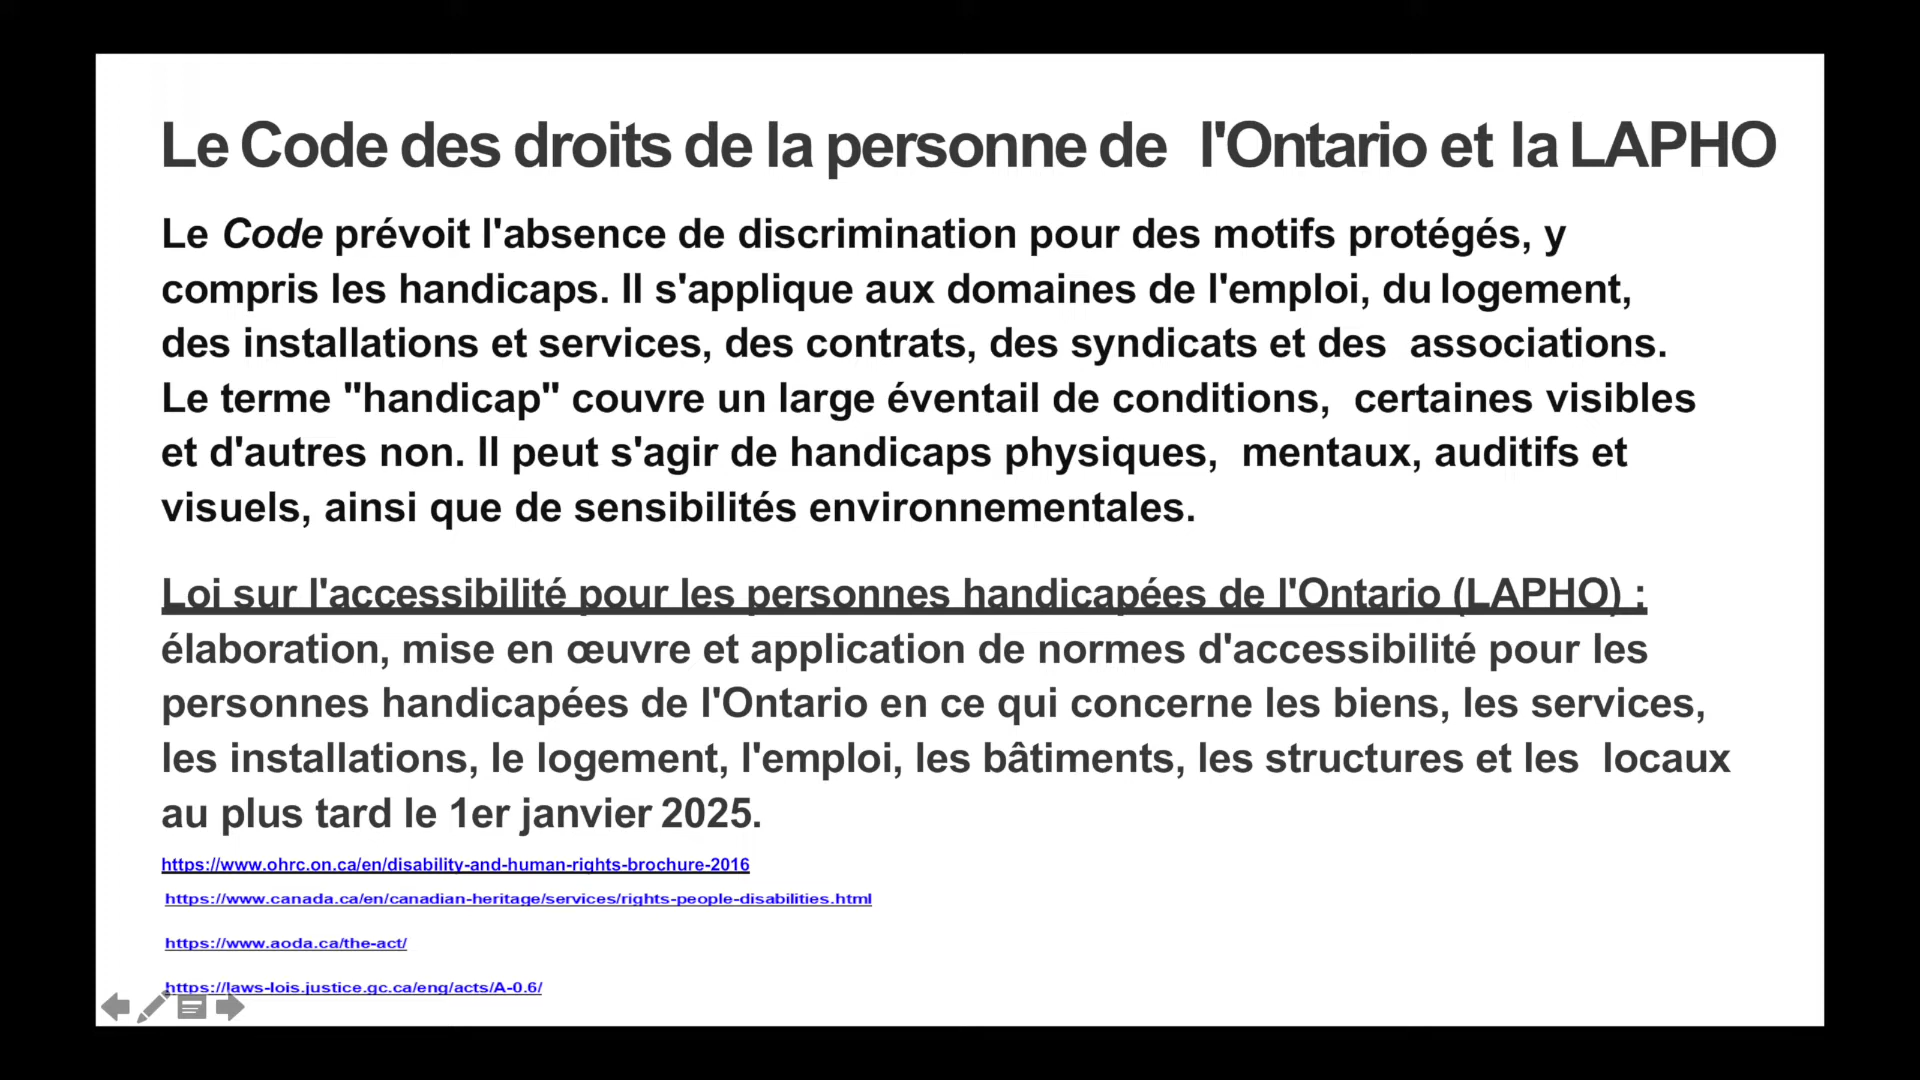 Le Code des droits de la personne de l'Ontario et la LAPHO
Le Code prévoit l'absence de discrimination pour des motifs protégés, y
compris les handicaps. Il s'applique aux domaines de l'emploi, du logement,
des installations et services, des contrats, des syndicats et des associations.
Le terme "handicap" couvre un large éventail de conditions, certaines visibles
et d'autres non. Il peut s'agir de handicaps physiques, mentaux, auditifs et
visuels, ainsi que de sensibilités environnementales.
Loi sur l'accessibilité pour les personnes handicapées de l'Ontario (LAPHO) :
élaboration, mise en œuvre et application de normes d'accessibilité pour les
personnes handicapées de l'Ontario en ce qui concerne les biens, les services,
les installations, le logement, l'emploi, les bâtiments, les structures et les locaux
au plus tard le 1er janvier 2025.
https://www.ohrc.on.ca/en/disability-and-human-rights-brochure-2016
https://www.canada.ca/en/canadian-heritage/services/rights-people-disabilities.html
https://www.aoda.ca/the-act/
https://laws-lois.justice.gc.ca/eng/acts/A-0.6/